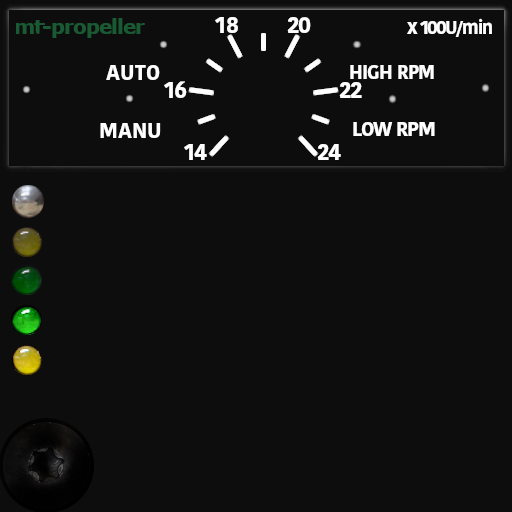 mt-propeller
18 20 x 100U/min
AUTO HIGH RPM
16 22
MANU LOW RPM
14 24